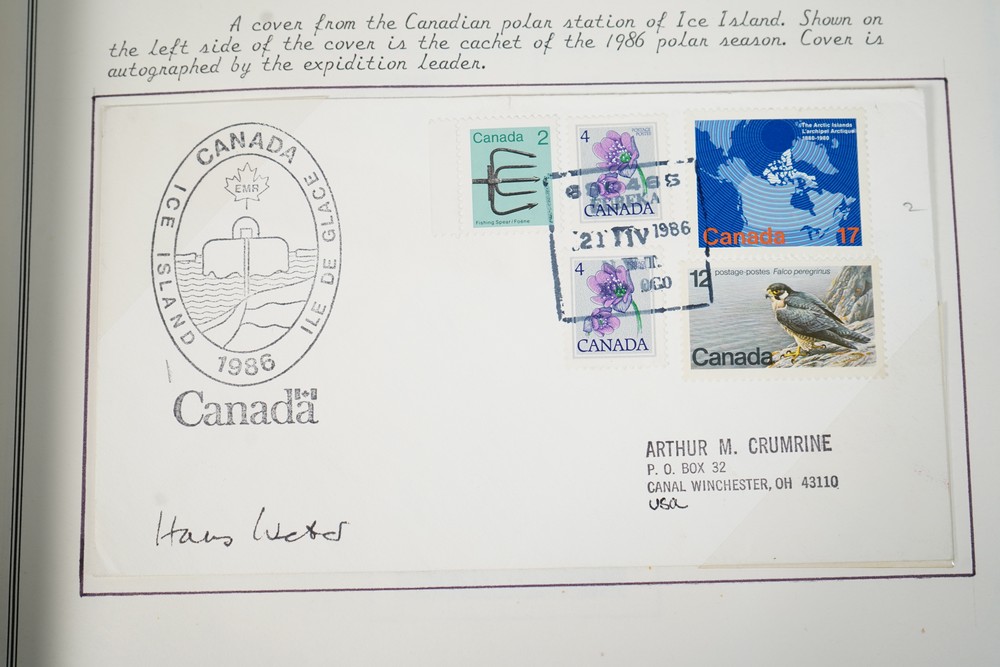 A cover from the Canadian polar station of Ice Island. Shown on
the left side of the cover is the cachet of the 1986 polar season. Cover is
autographed by the expidition leader.
CANADA
ICE ISLAND
ILE DE GLACE
EMR
1986
Canada
Canada 2
Fishing Spear / Foëne
4
POSTAGE
POSTES
CANADA
The Arctic Islands
L'archipel Arctique
1880-1980
Canada 17
EUREKA
21 IV 1986
N.W.T.
4
CANADA
12 postage-postes Falco peregrinus
Canada
2
ARTHUR M. CRUMRINE
P. O. BOX 32
CANAL WINCHESTER, OH 43110
USA
Hans Weber